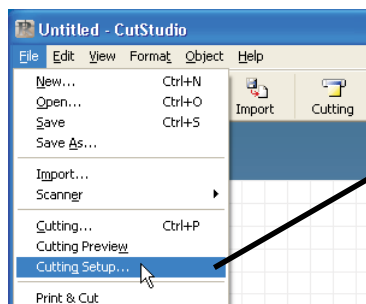 Untitled - CutStudio
File Edit View Format Object Help
New... Ctrl+N
Open... Ctrl+O
Save Ctrl+S
Save As...
Import...
Scanner
Cutting... Ctrl+P
Cutting Preview
Cutting Setup...
Print & Cut
Import Cutting